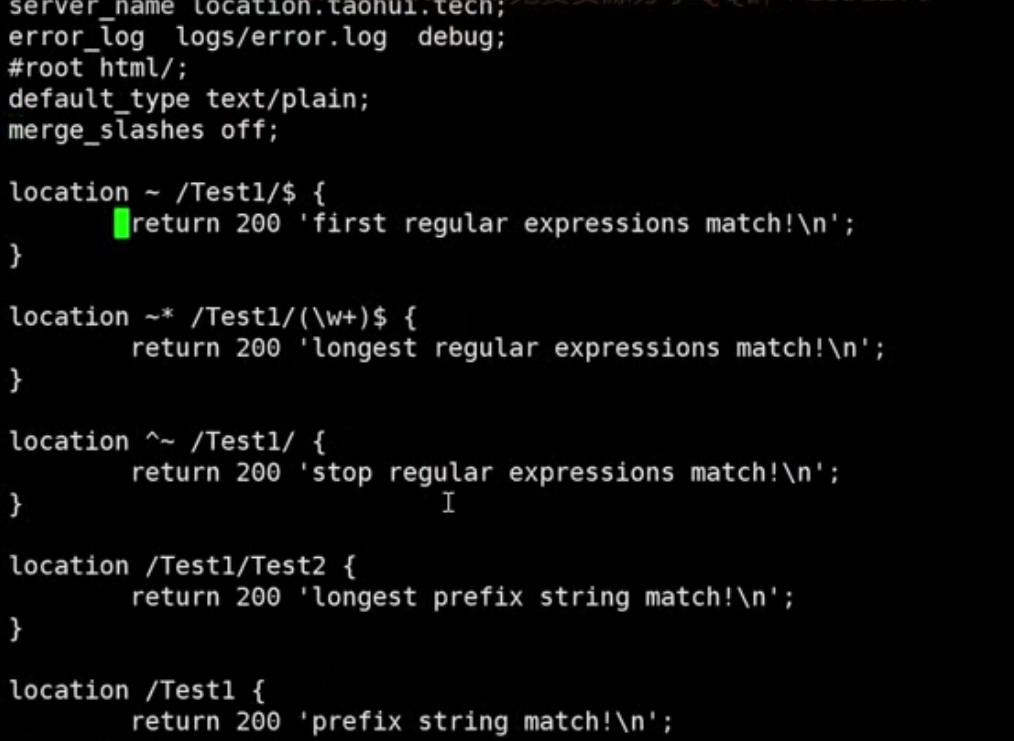 server_name location.taohui.tech;
error_log  logs/error.log  debug;
#root html/;
default_type text/plain;
merge_slashes off;

location ~ /Test1/$ {
        return 200 'first regular expressions match!\n';
}

location ~* /Test1/(\w+)$ {
        return 200 'longest regular expressions match!\n';
}

location ^~ /Test1/ {
        return 200 'stop regular expressions match!\n';
}

location /Test1/Test2 {
        return 200 'longest prefix string match!\n';
}

location /Test1 {
        return 200 'prefix string match!\n';